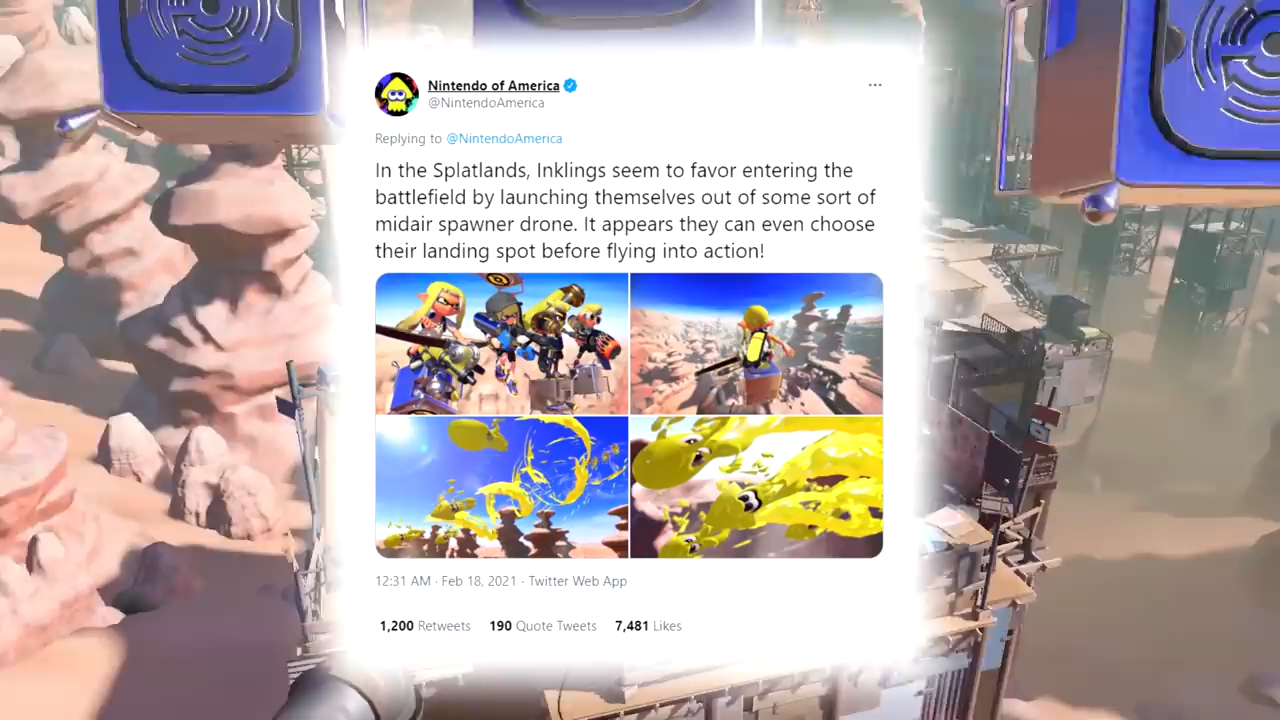 Nintendo of America
@NintendoAmerica
Replying to @NintendoAmerica
In the Splatlands, Inklings seem to favor entering the
battlefield by launching themselves out of some sort of
midair spawner drone. It appears they can even choose
their landing spot before flying into action!
12:31 AM · Feb 18, 2021 · Twitter Web App
1,200 Retweets 190 Quote Tweets 7,481 Likes